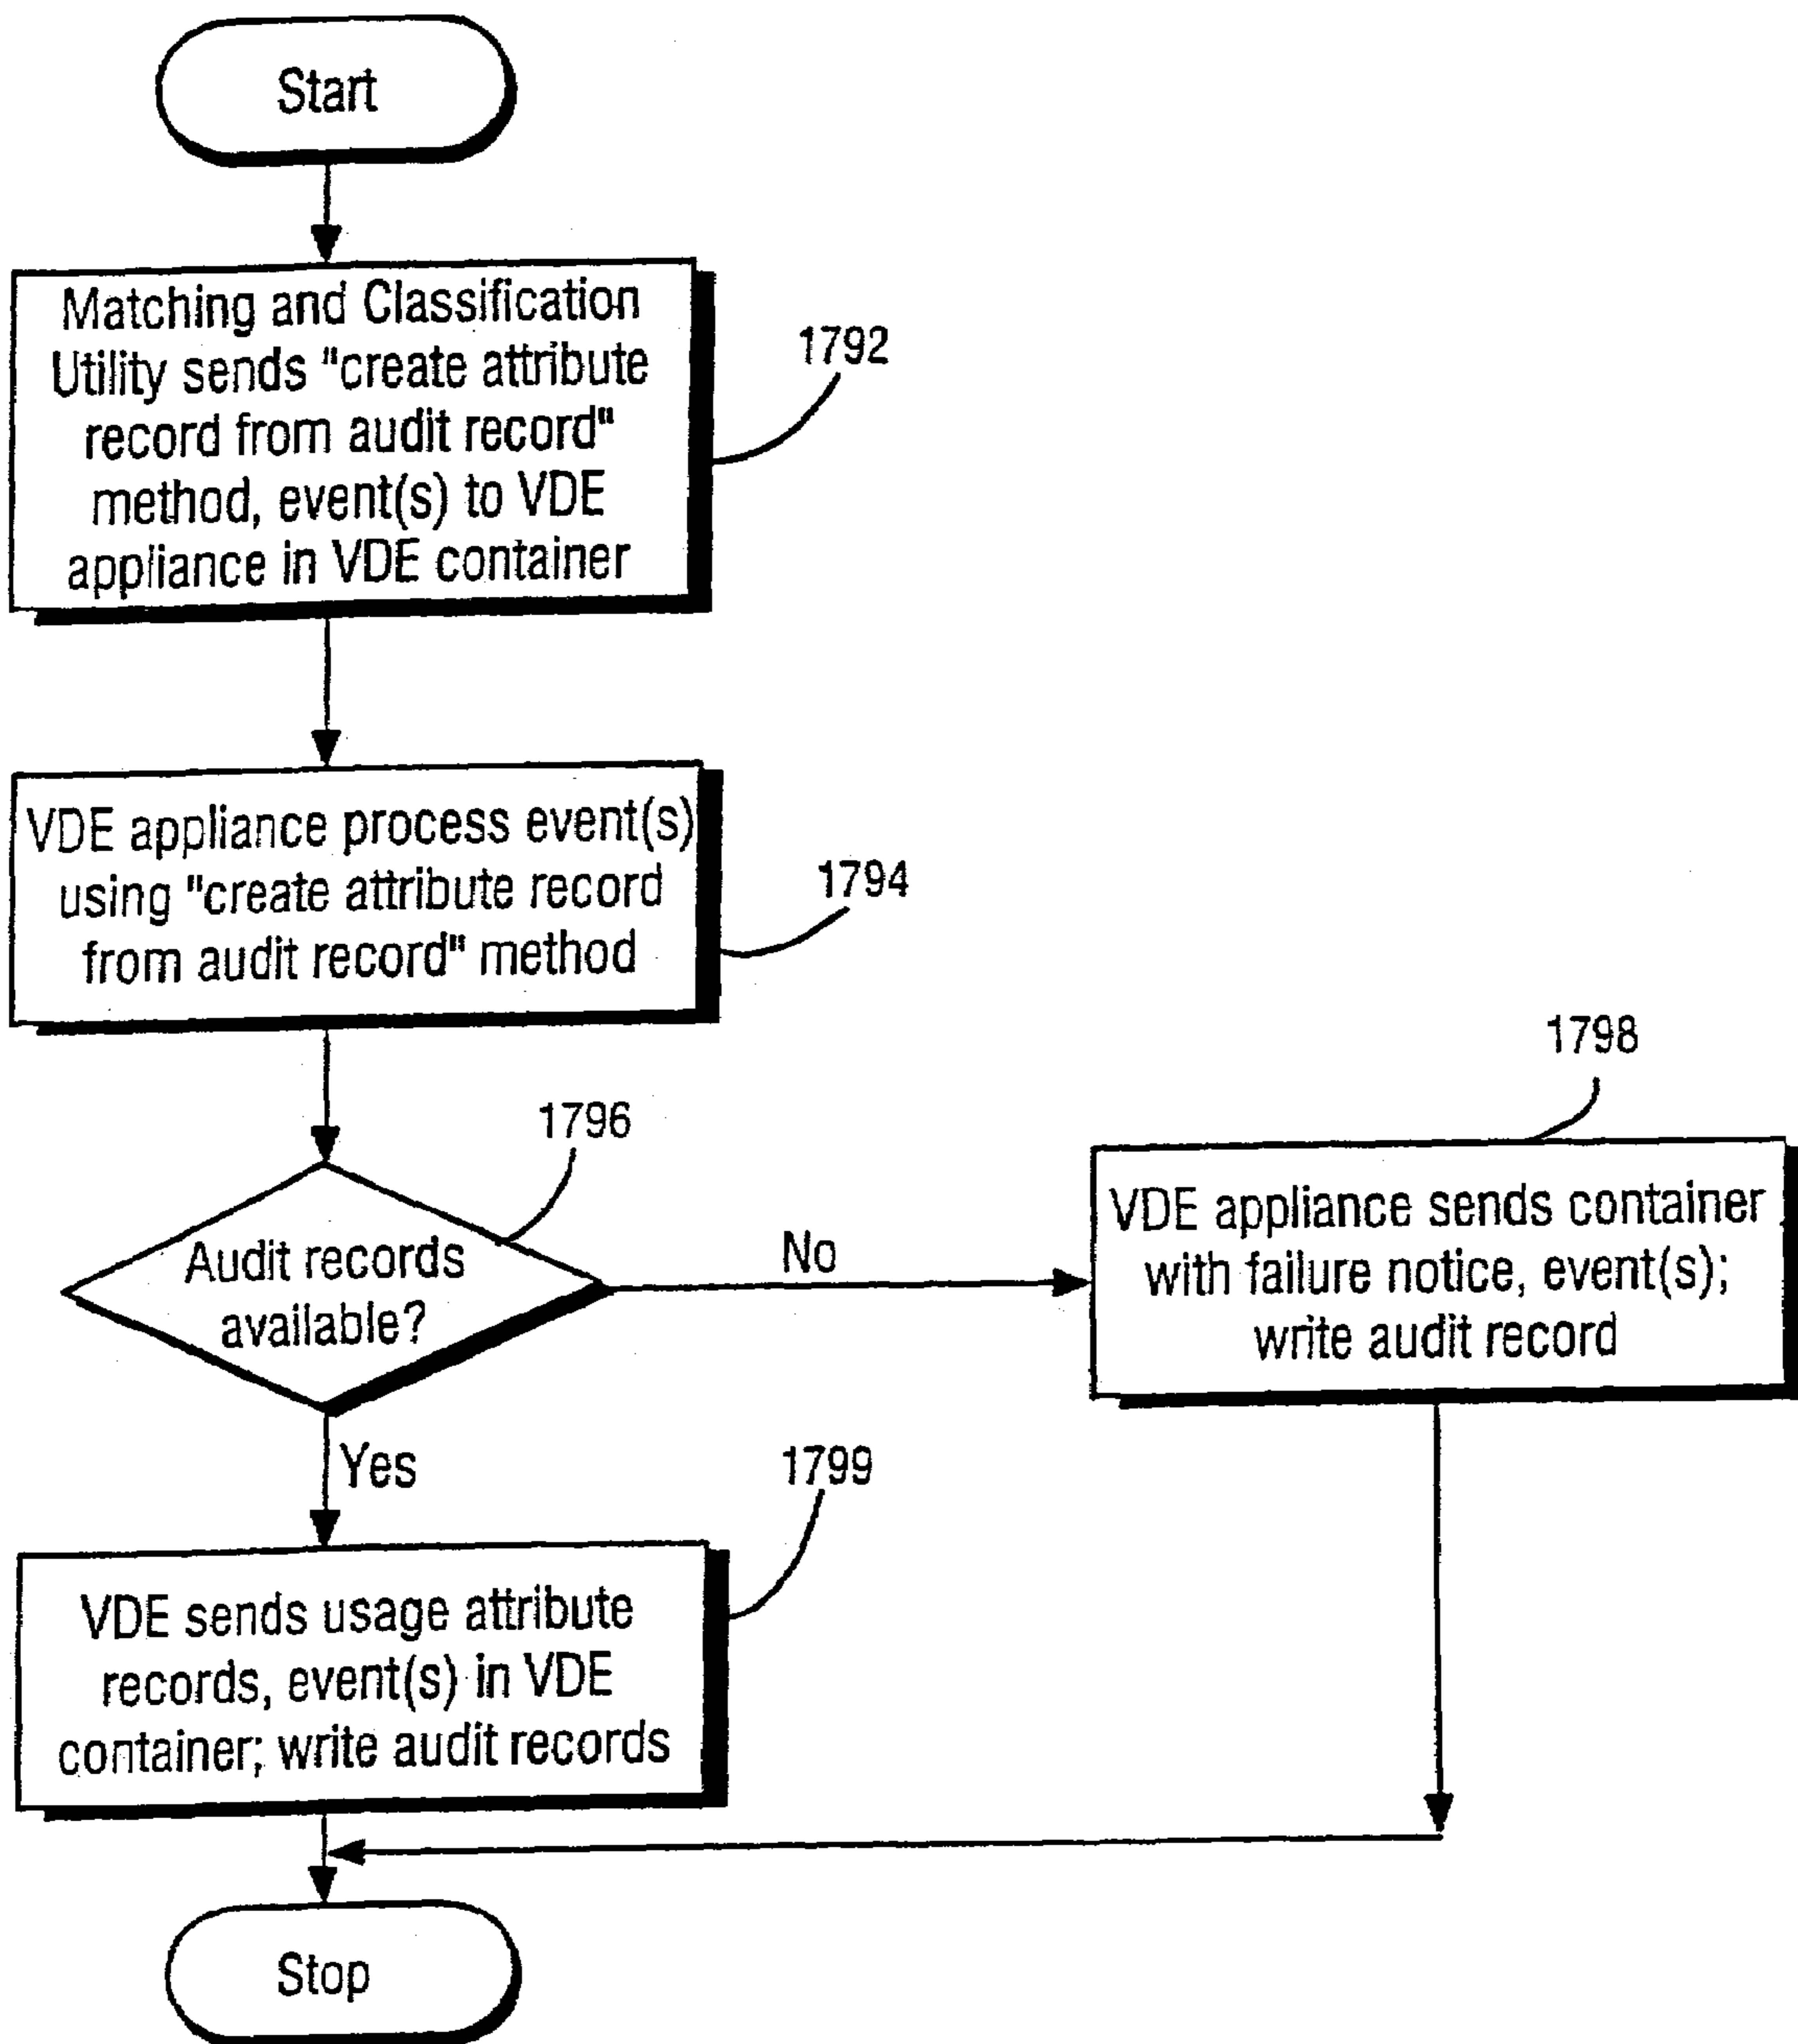 Start
Matching and Classification
Utility sends "create attribute
record from audit record"
method, event(s) to VDE
appliance in VDE container
1792
VDE appliance process event(s)
using "create attribute record
from audit record" method
1794
1796
Audit records
available?
No
1798
VDE appliance sends container
with failure notice, event(s);
write audit record
Yes
1799
VDE sends usage attribute
records, event(s) in VDE
container; write audit records
Stop